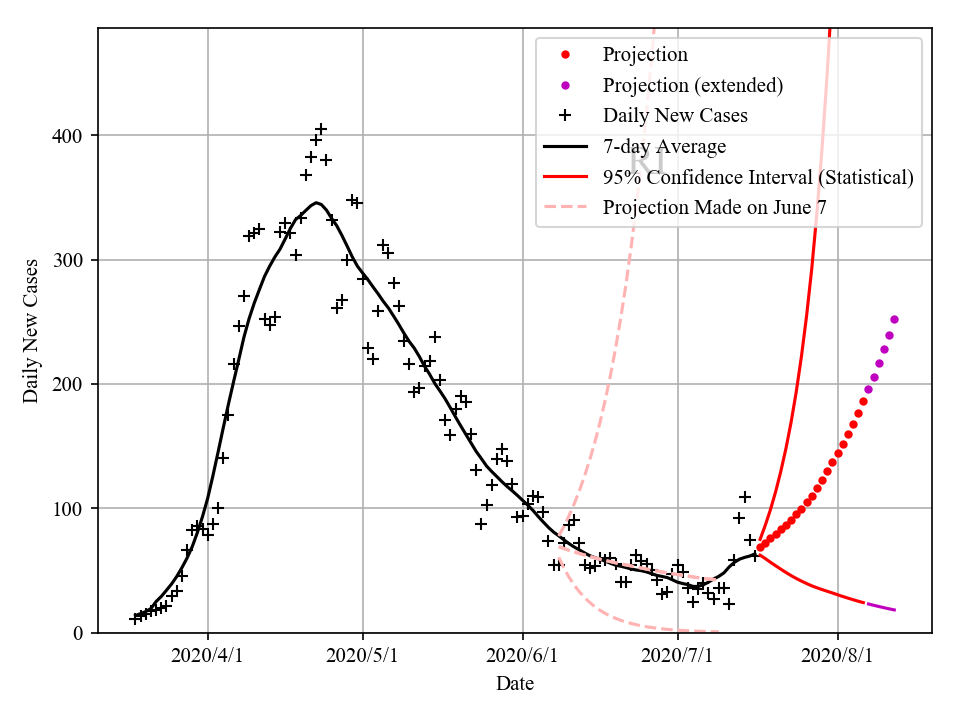 Projection
Projection (extended)
Daily New Cases
7-day Average
RI
95% Confidence Interval (Statistical)
Projection Made on June 7
400
300
200
100
0
Daily New Cases
2020/4/1
2020/5/1
2020/6/1
2020/7/1
2020/8/1
Date